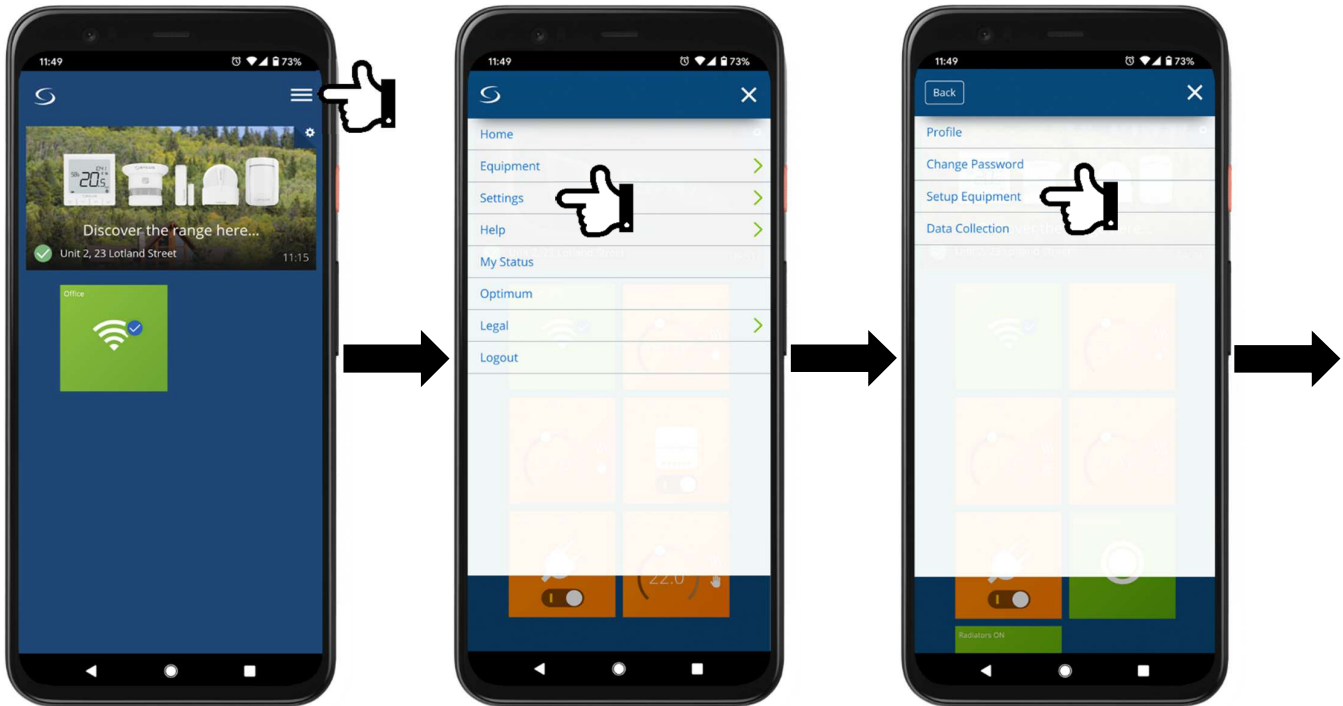 11:49
73%
Discover the range here...
Unit 2, 23 Lotland Street
11:15
Office
11:49
73%
Home
Equipment
Settings
Help
My Status
Optimum
Legal
Logout
22.0
11:49
73%
Back
Profile
Change Password
Setup Equipment
Data Collection
Radiators ON